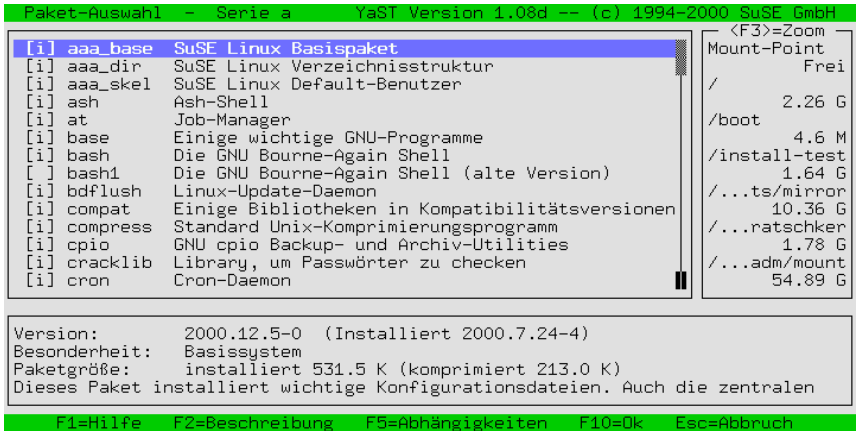 Paket-Auswahl – Serie a YaST Version 1.08d -- (c) 1994-2000 SuSE GmbH
[i] aaa_base SuSE Linux Basispaket
[i] aaa_dir SuSE Linux Verzeichnisstruktur
[i] aaa_skel SuSE Linux Default-Benutzer
[i] ash Ash-Shell
[i] at Job-Manager
[i] base Einige wichtige GNU-Programme
[i] bash Die GNU Bourne-Again Shell
[ ] bash1 Die GNU Bourne-Again Shell (alte Version)
[i] bdflush Linux-Update-Daemon
[i] compat Einige Bibliotheken in Kompatibilitätsversionen
[i] compress Standard Unix-Komprimierungsprogramm
[i] cpio GNU cpio Backup- und Archiv-Utilities
[i] cracklib Library, um Passwörter zu checken
[i] cron Cron-Daemon
<F3>=Zoom
Mount-Point
Frei
/
2.26 G
/boot
4.6 M
/install-test
1.64 G
/...ts/mirror
10.36 G
/...ratschker
1.78 G
/...adm/mount
54.89 G
Version: 2000.12.5-0 (Installiert 2000.7.24-4)
Besonderheit: Basissystem
Paketgröße: installiert 531.5 K (komprimiert 213.0 K)
Dieses Paket installiert wichtige Konfigurationsdateien. Auch die zentralen
F1=Hilfe F2=Beschreibung F5=Abhängigkeiten F10=Ok Esc=Abbruch